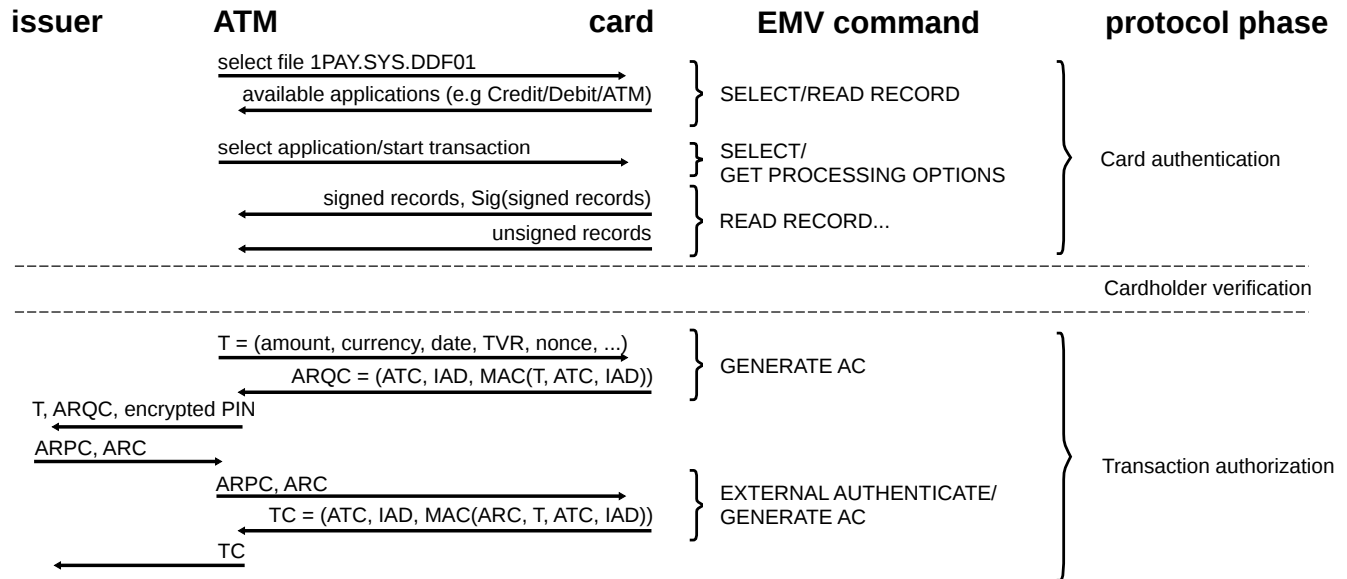 issuer ATM card EMV command protocol phase
select file 1PAY.SYS.DDF01
available applications (e.g Credit/Debit/ATM)
SELECT/READ RECORD
select application/start transaction
SELECT/
GET PROCESSING OPTIONS
Card authentication
signed records, Sig(signed records)
unsigned records
READ RECORD...
Cardholder verification
T = (amount, currency, date, TVR, nonce, ...)
ARQC = (ATC, IAD, MAC(T, ATC, IAD))
GENERATE AC
T, ARQC, encrypted PIN
ARPC, ARC
Transaction authorization
ARPC, ARC
TC = (ATC, IAD, MAC(ARC, T, ATC, IAD))
EXTERNAL AUTHENTICATE/
GENERATE AC
TC